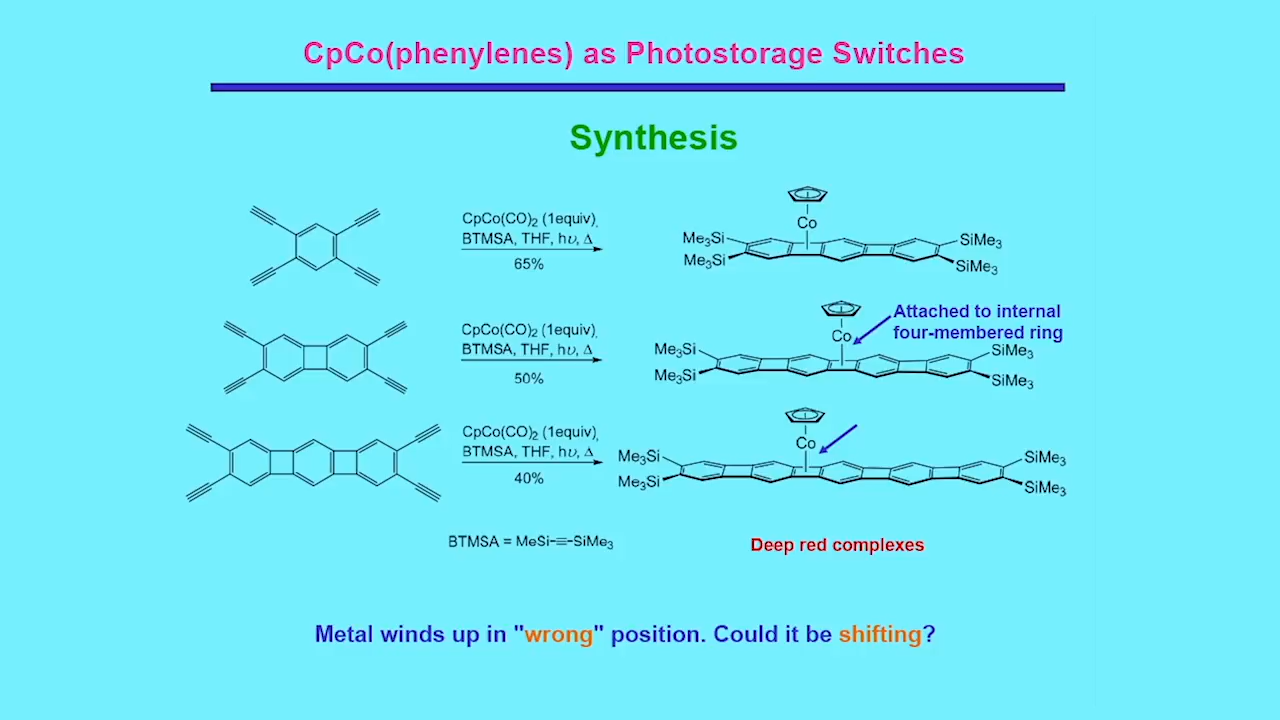 CpCo(phenylenes) as Photostorage Switches
Synthesis
CpCo(CO)₂ (1equiv),
BTMSA, THF, hυ, Δ
65%
Co
Me₃Si
Me₃Si
SiMe₃
SiMe₃
CpCo(CO)₂ (1equiv),
BTMSA, THF, hυ, Δ
50%
Co
Attached to internal
four-membered ring
Me₃Si
Me₃Si
SiMe₃
SiMe₃
CpCo(CO)₂ (1equiv),
BTMSA, THF, hυ, Δ
40%
Co
Me₃Si
Me₃Si
SiMe₃
SiMe₃
BTMSA = MeSi-≡-SiMe₃
Deep red complexes
Metal winds up in "wrong" position. Could it be shifting?